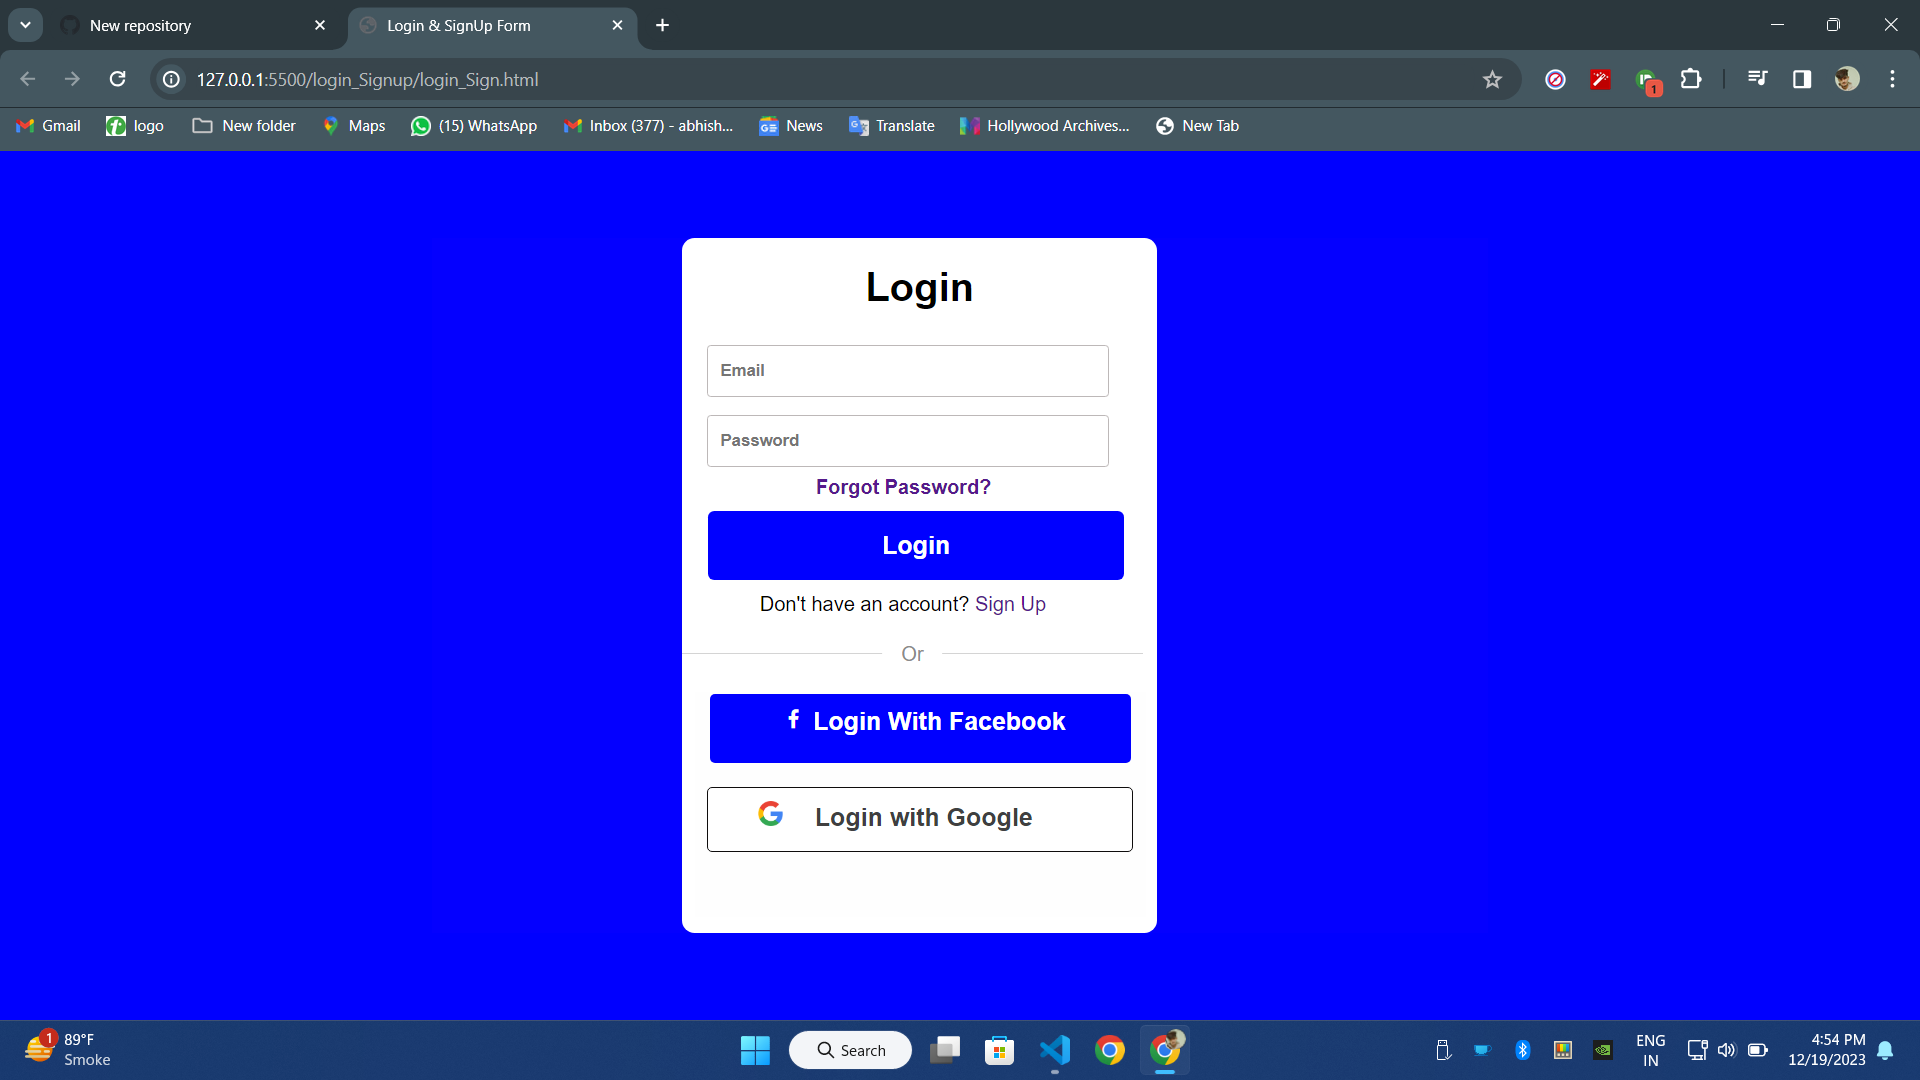 New repository
Login & SignUp Form
127.0.0.1:5500/login_Signup/login_Sign.html
1
Gmail
logo
New folder
Maps
(15) WhatsApp
Inbox (377) - abhish...
News
Translate
Hollywood Archives...
New Tab
Login
Email
Password
Forgot Password?
Login
Don't have an account? Sign Up
Or
Login With Facebook
Login with Google
1
89°F
Smoke
Search
ENG
IN
4:54 PM
12/19/2023